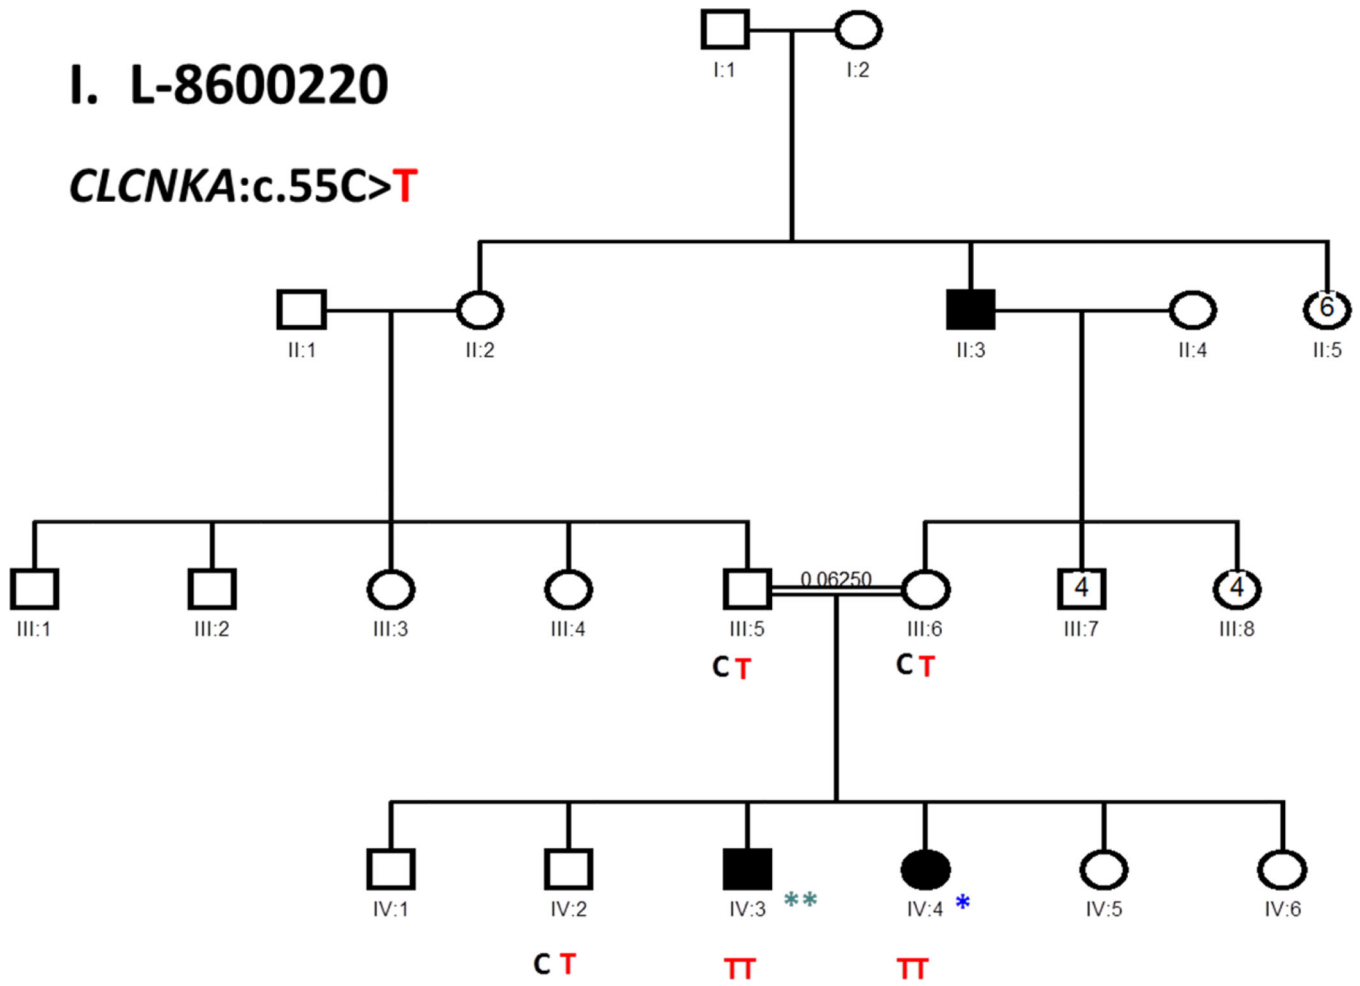 I:1 I:2
I. L-8600220
CLCNKA:c.55C>T
6
II:1 II:2 II:3 II:4 II:5
0.06250
4 4
III:1 III:2 III:3 III:4 III:5 III:6 III:7 III:8
C T C T
IV:1 IV:2 IV:3 ** IV:4 * IV:5 IV:6
C T TT TT